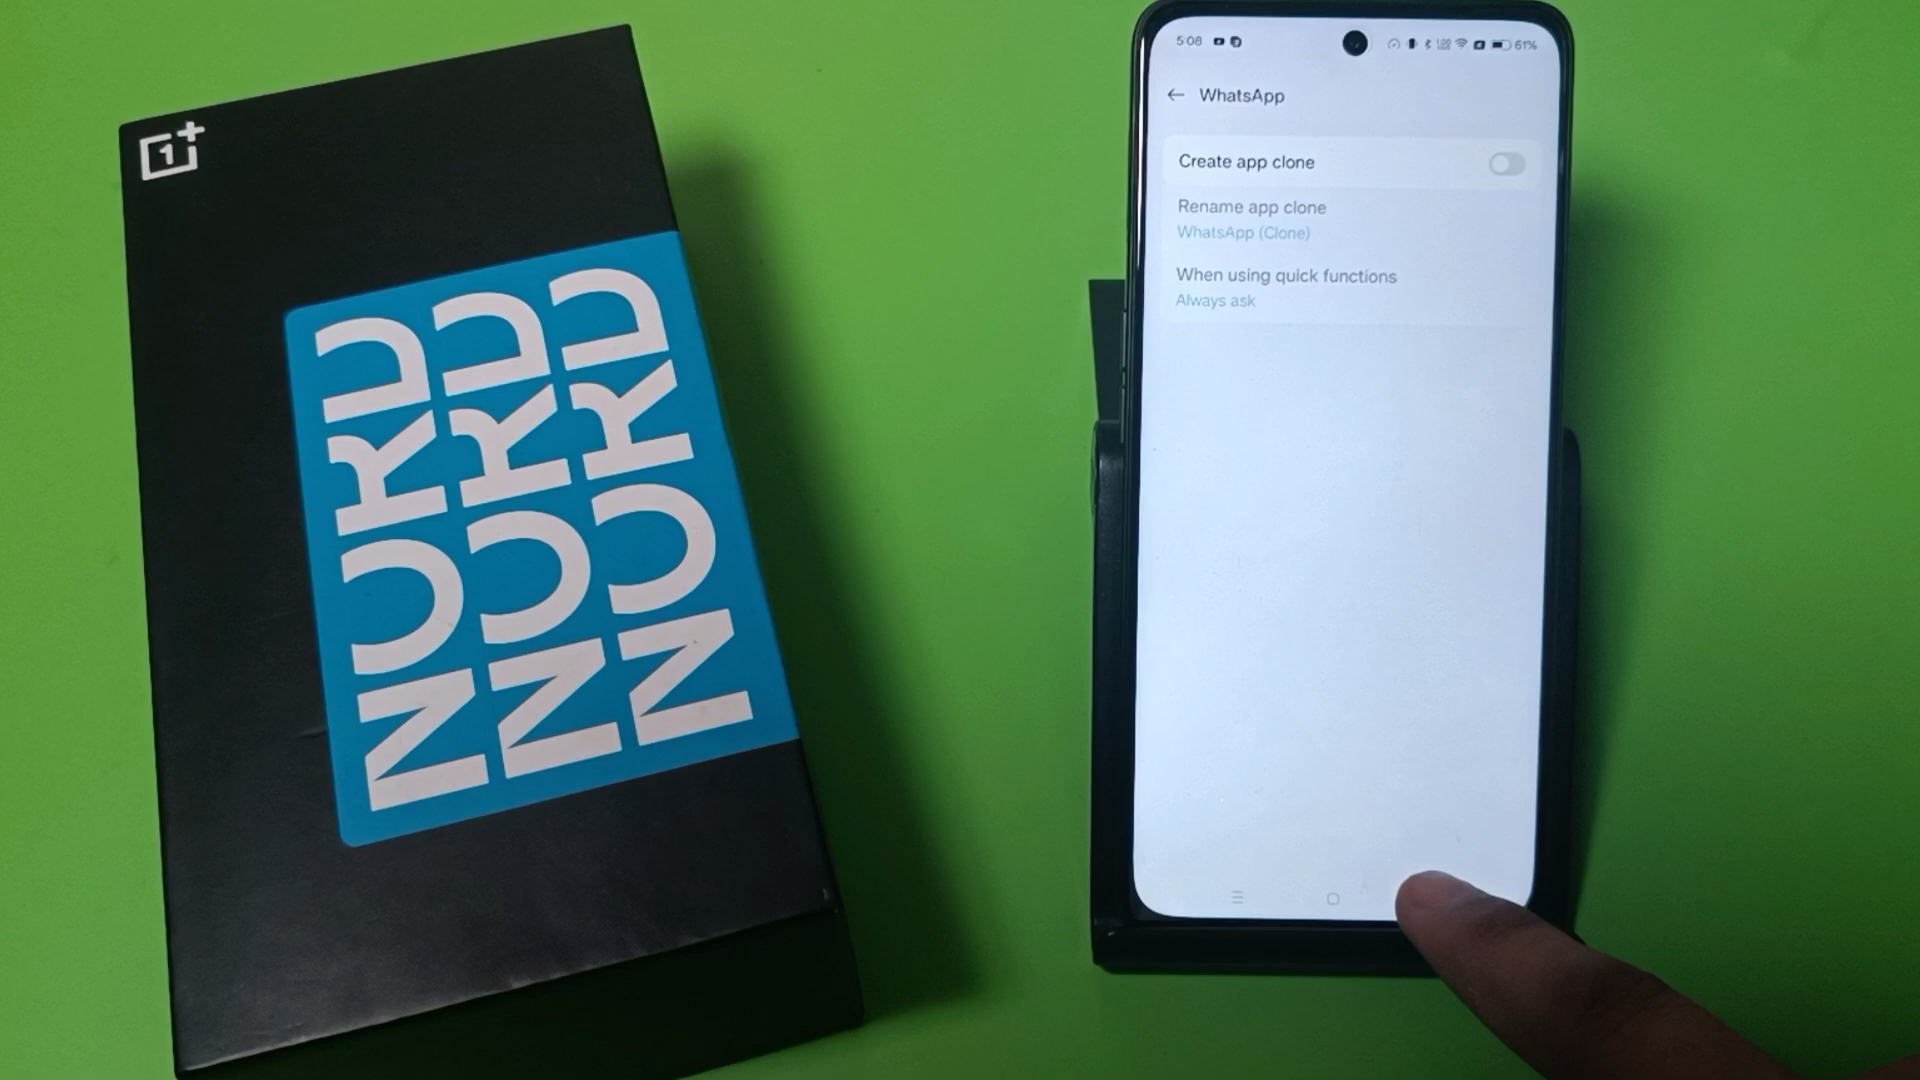 1+
NORD
NORD
NORD
5:08
61%
WhatsApp
Create app clone
Rename app clone
WhatsApp (Clone)
When using quick functions
Always ask